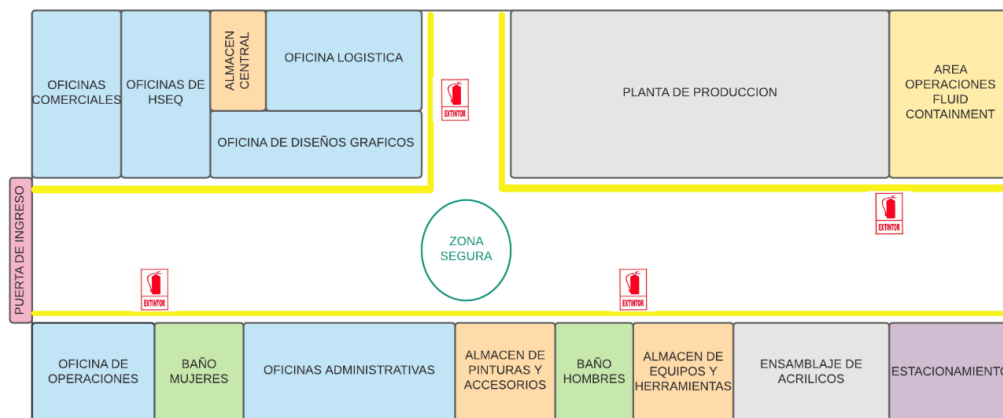 OFICINAS
COMERCIALES
OFICINAS DE
HSEQ
ALMACEN
CENTRAL
OFICINA LOGISTICA
OFICINA DE DISEÑOS GRAFICOS
EXTINTOR
PLANTA DE PRODUCCION
AREA
OPERACIONES
FLUID
CONTAINMENT
PUERTA DE INGRESO
ZONA
SEGURA
EXTINTOR
EXTINTOR
EXTINTOR
OFICINA DE
OPERACIONES
BAÑO
MUJERES
OFICINAS ADMINISTRATIVAS
ALMACEN DE
PINTURAS Y
ACCESORIOS
BAÑO
HOMBRES
ALMACEN DE
EQUIPOS Y
HERRAMIENTAS
ENSAMBLAJE DE
ACRILICOS
ESTACIONAMIENTO